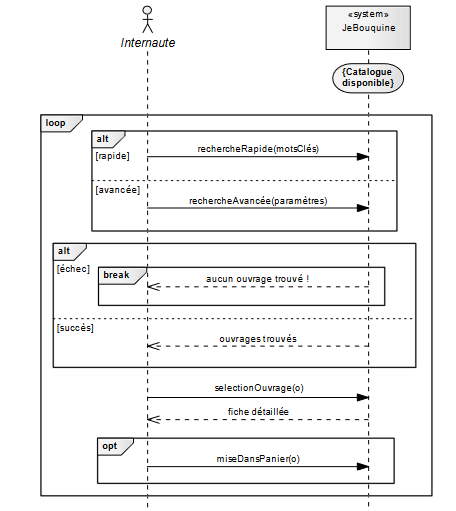 Internaute
«system»
JeBouquine
{Catalogue
disponible}
loop
alt
[rapide]
rechercheRapide(motsClés)
[avancée]
rechercheAvancée(paramètres)
alt
[échec]
break
aucun ouvrage trouvé !
[succès]
ouvrages trouvés
selectionOuvrage(o)
fiche détaillée
opt
miseDansPanier(o)